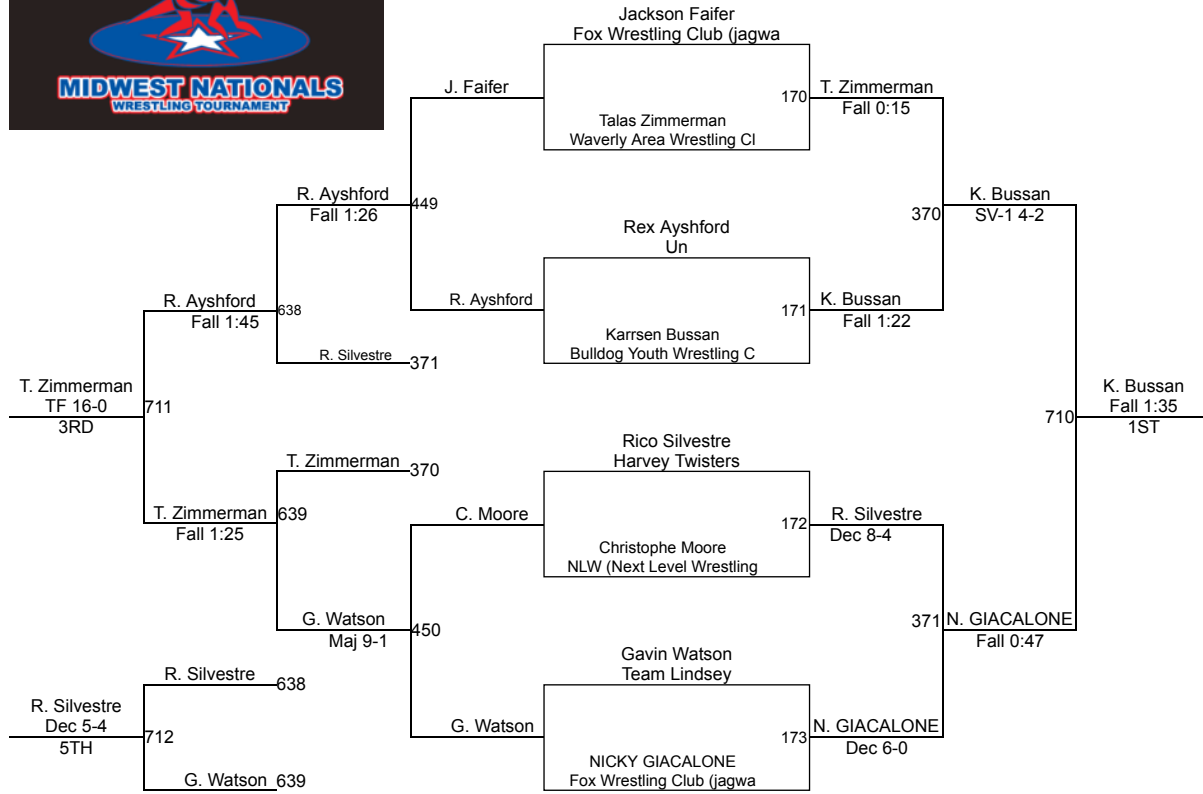 MIDWEST NATIONALS
WRESTLING TOURNAMENT
Jackson Faifer
Fox Wrestling Club (jagwa
J. Faifer
170
T. Zimmerman
Fall 0:15
Talas Zimmerman
Waverly Area Wrestling Cl
R. Ayshford
Fall 1:26
449
370
K. Bussan
SV-1 4-2
Rex Ayshford
Un
R. Ayshford
Fall 1:45
638
R. Ayshford
171
K. Bussan
Fall 1:22
Karrsen Bussan
Bulldog Youth Wrestling C
R. Silvestre
371
T. Zimmerman
TF 16-0
3RD
711
710
K. Bussan
Fall 1:35
1ST
Rico Silvestre
Harvey Twisters
T. Zimmerman
370
T. Zimmerman
Fall 1:25
639
C. Moore
172
R. Silvestre
Dec 8-4
Christophe Moore
NLW (Next Level Wrestling
G. Watson
Maj 9-1
450
371
N. GIACALONE
Fall 0:47
Gavin Watson
Team Lindsey
R. Silvestre
638
R. Silvestre
Dec 5-4
5TH
712
G. Watson
173
N. GIACALONE
Dec 6-0
NICKY GIACALONE
Fox Wrestling Club (jagwa
G. Watson
639